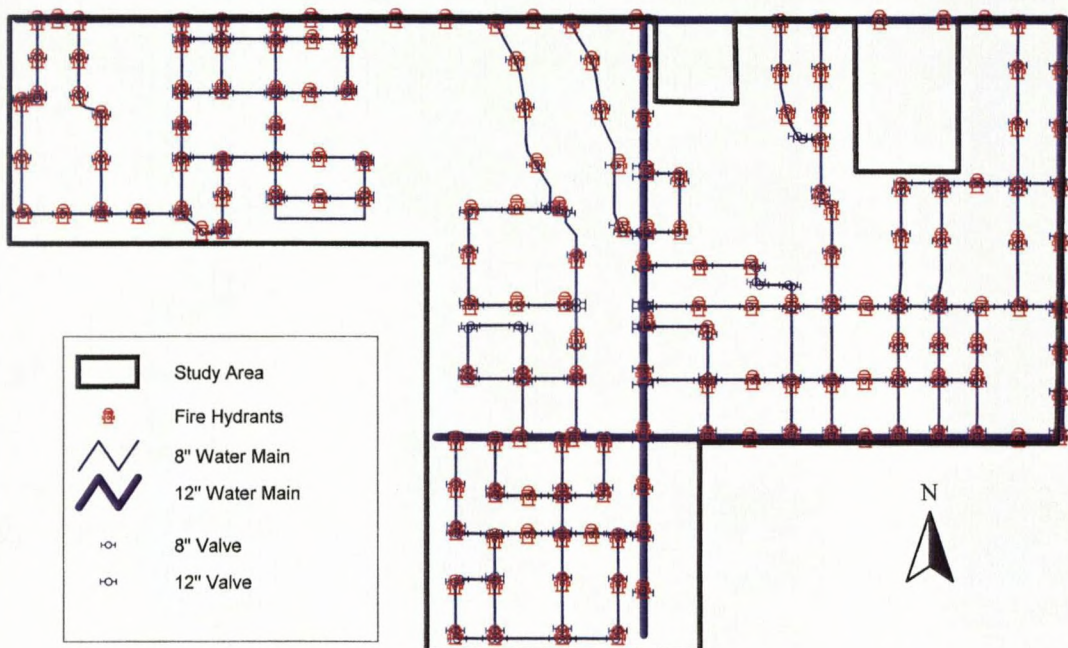 Study Area
Fire Hydrants
8" Water Main
12" Water Main
8" Valve
12" Valve
N